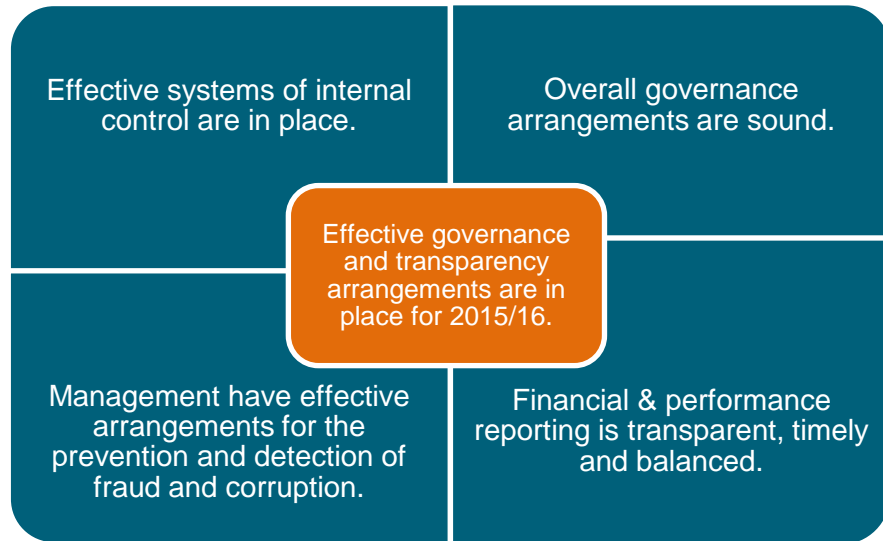 Effective systems of internal
control are in place.
Overall governance
arrangements are sound.
Effective governance
and transparency
arrangements are in
place for 2015/16.
Management have effective
arrangements for the
prevention and detection of
fraud and corruption.
Financial & performance
reporting is transparent, timely
and balanced.